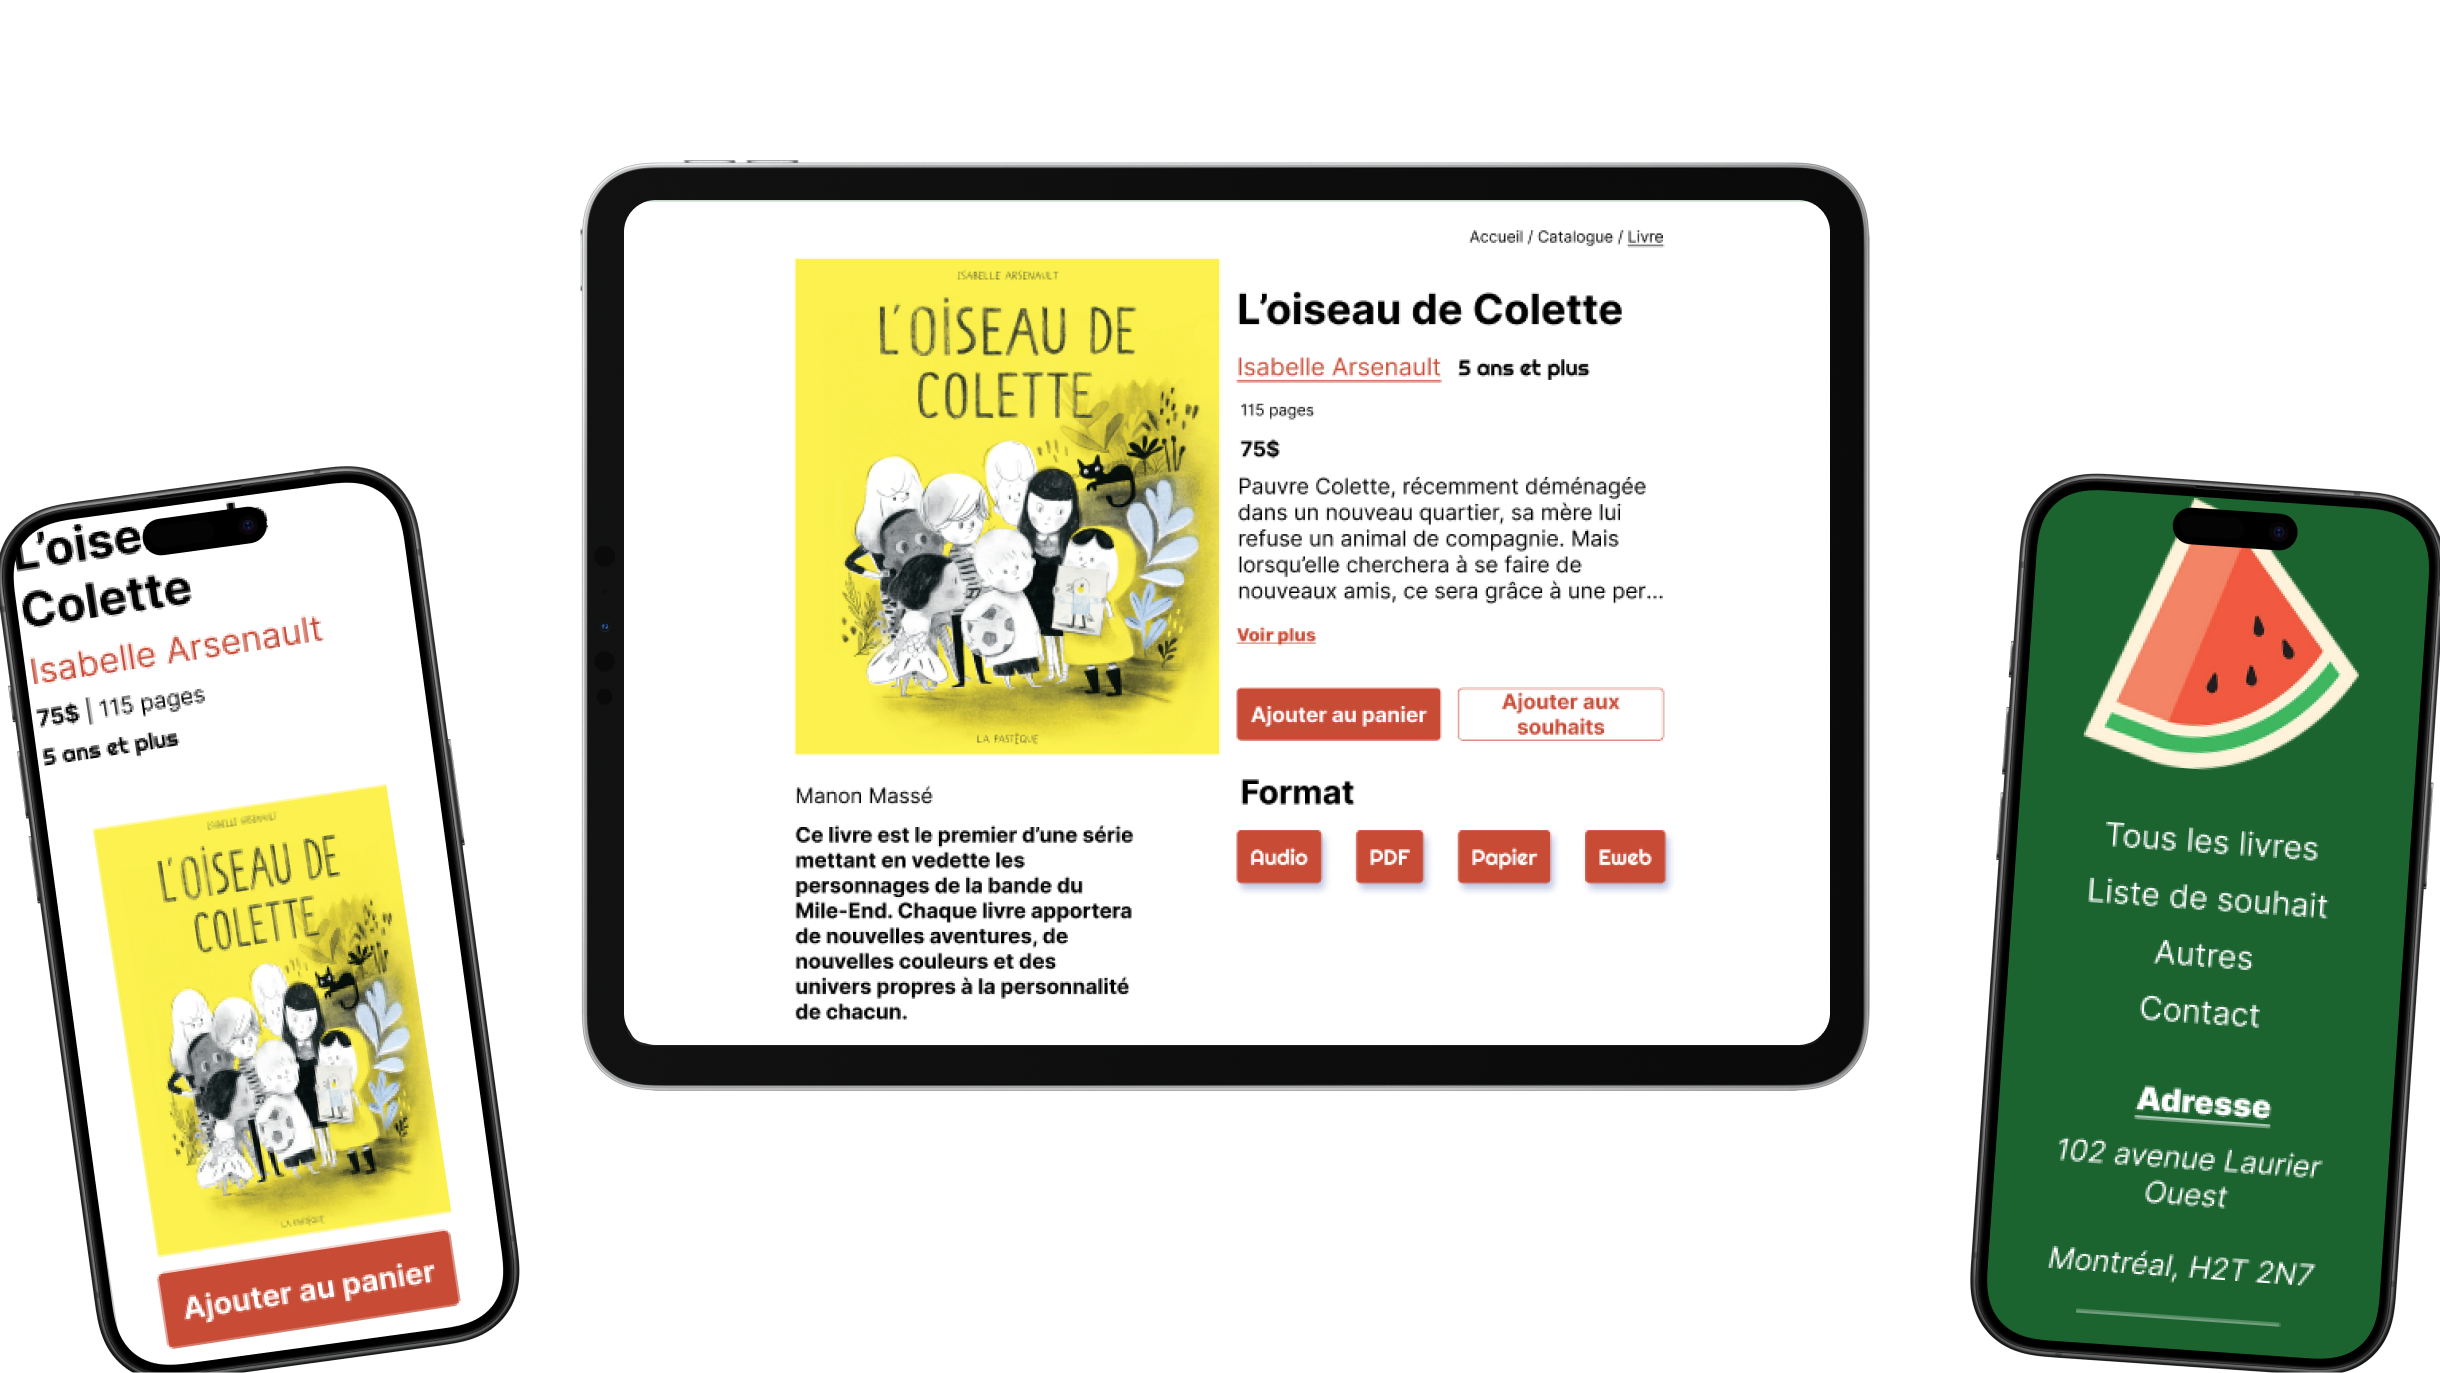 L'oise
Colette
Isabelle Arsenault
75$ | 115 pages
5 ans et plus
ISABELLE ARSENAULT
L'OISEAU DE
COLETTE
LA PASTÈQUE
Ajouter au panier
Accueil / Catalogue / Livre
ISABELLE ARSENAULT
L'OISEAU DE
COLETTE
LA PASTÈQUE
L’oiseau de Colette
Isabelle Arsenault 5 ans et plus
115 pages
75$
Pauvre Colette, récemment déménagée
dans un nouveau quartier, sa mère lui
refuse un animal de compagnie. Mais
lorsqu’elle cherchera à se faire de
nouveaux amis, ce sera grâce à une per...
Voir plus
Ajouter au panier
Ajouter aux
souhaits
Format
Audio PDF Papier Eweb
Manon Massé
Ce livre est le premier d’une série
mettant en vedette les
personnages de la bande du
Mile-End. Chaque livre apportera
de nouvelles aventures, de
nouvelles couleurs et des
univers propres à la personnalité
de chacun.
Tous les livres
Liste de souhait
Autres
Contact
Adresse
102 avenue Laurier
Ouest
Montréal, H2T 2N7